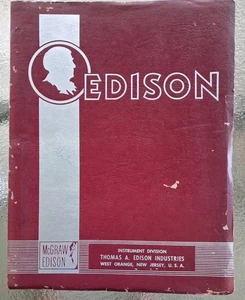 EDISON
McGRAW
EDISON
INSTRUMENT DIVISION
THOMAS A. EDISON INDUSTRIES
WEST ORANGE, NEW JERSEY, U. S. A.